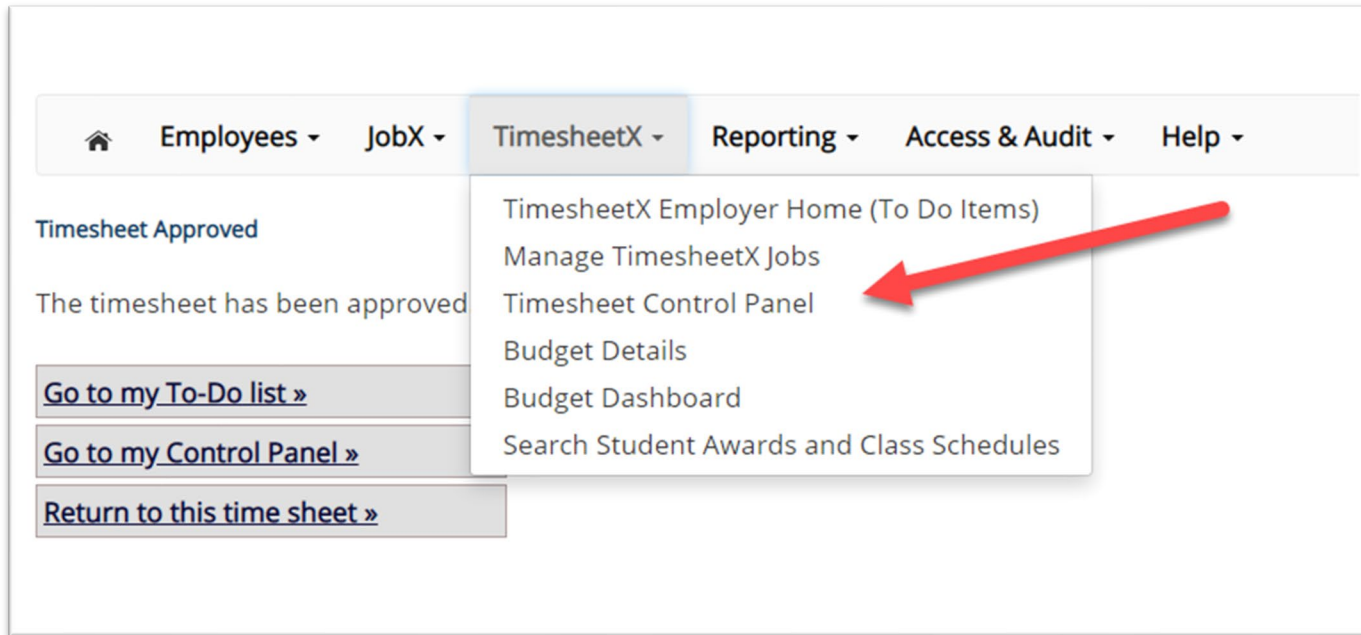 Employees JobX TimesheetX Reporting Access & Audit Help
TimesheetX Employer Home (To Do Items)
Manage TimesheetX Jobs
Timesheet Control Panel
Budget Details
Budget Dashboard
Search Student Awards and Class Schedules
Timesheet Approved
The timesheet has been approved
Go to my To-Do list »
Go to my Control Panel »
Return to this time sheet »